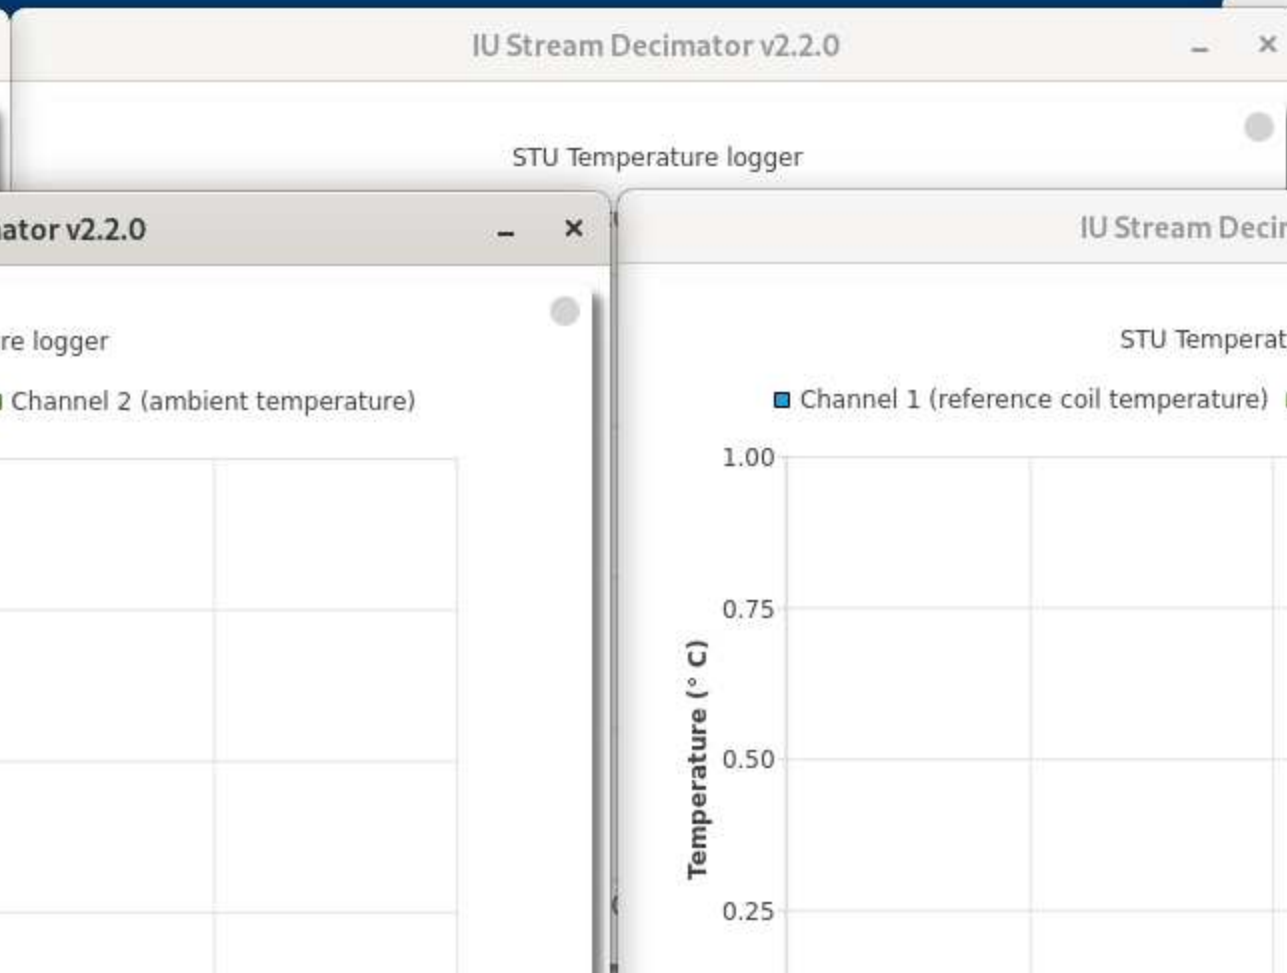 IU Stream Decimator v2.2.0
STU Temperature logger
ator v2.2.0
re logger
Channel 2 (ambient temperature)
IU Stream Decir
STU Temperat
Channel 1 (reference coil temperature)
1.00
0.75
0.50
0.25
Temperature (° C)